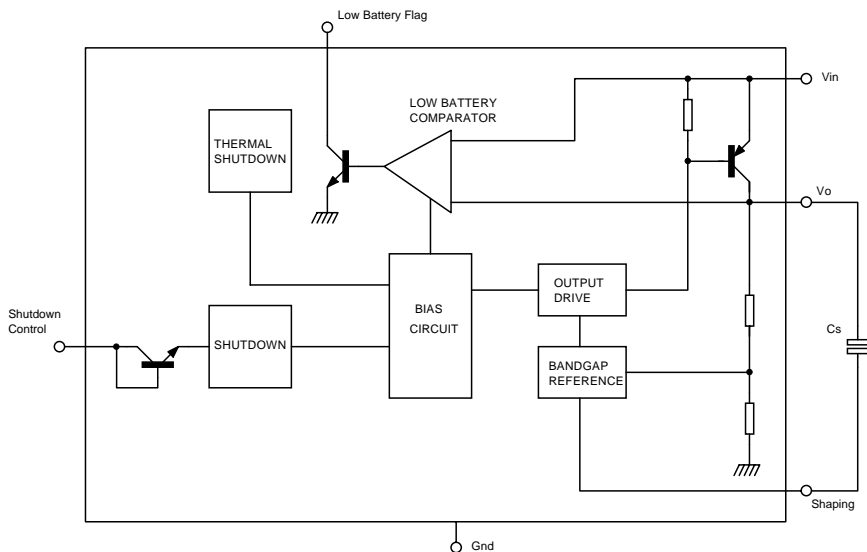 Low Battery Flag
Vin
LOW BATTERY
COMPARATOR
THERMAL
SHUTDOWN
Vo
Shutdown
Control
BIAS
CIRCUIT
OUTPUT
DRIVE
Cs
SHUTDOWN
BANDGAP
REFERENCE
Shaping
Gnd